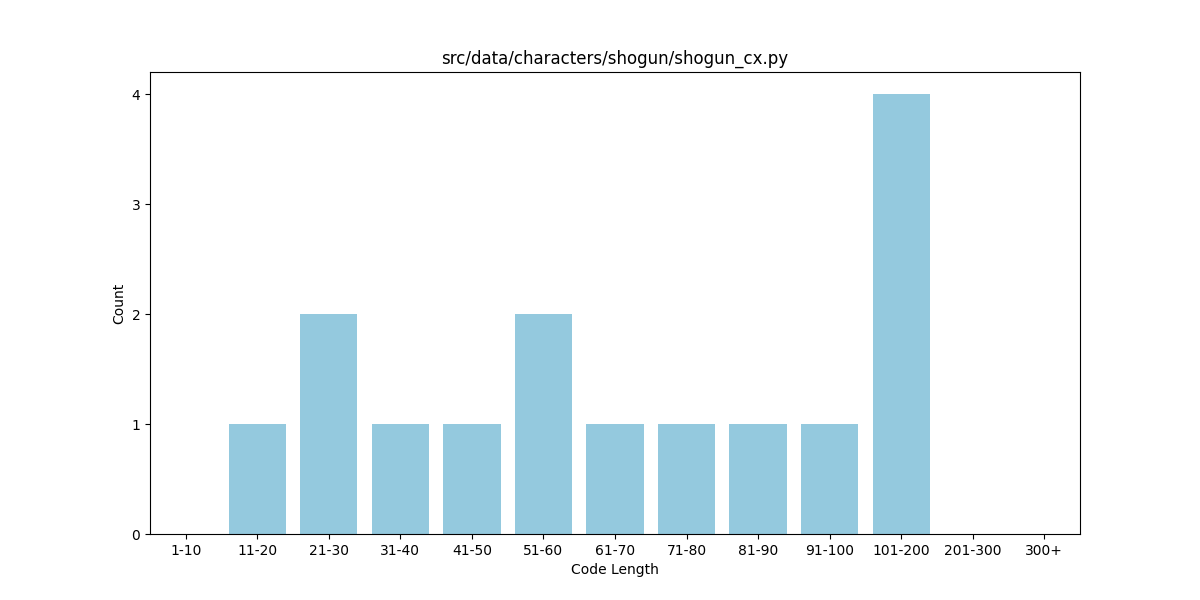 src/data/characters/shogun/shogun_cx.py
4
3
2
1
0
Count
1-10 11-20 21-30 31-40 41-50 51-60 61-70 71-80 81-90 91-100 101-200 201-300 300+
Code Length